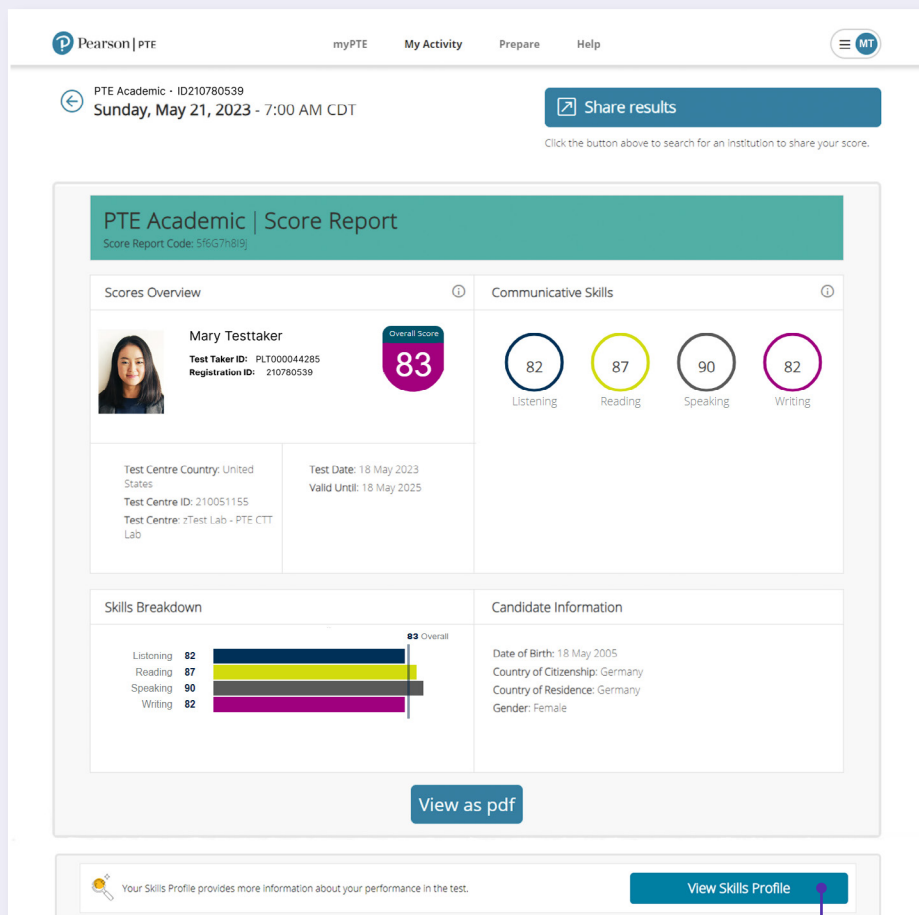 Pearson | PTE
myPTE
My Activity
Prepare
Help
MT
PTE Academic · ID210780539
Sunday, May 21, 2023 - 7:00 AM CDT
Share results
Click the button above to search for an institution to share your score.
PTE Academic | Score Report
Score Report Code: 5f6G7h8I9j
Scores Overview
Mary Testtaker
Test Taker ID: PLT000044285
Registration ID: 210780539
Overall Score
83
Communicative Skills
82
87
90
82
Listening
Reading
Speaking
Writing
Test Centre Country: United
States
Test Centre ID: 210051155
Test Centre: zTest Lab - PTE CTT
Lab
Test Date: 18 May 2023
Valid Until: 18 May 2025
Skills Breakdown
83 Overall
Listening 82
Reading 87
Speaking 90
Writing 82
Candidate Information
Date of Birth: 18 May 2005
Country of Citizenship: Germany
Country of Residence: Germany
Gender: Female
View as pdf
Your Skills Profile provides more information about your performance in the test.
View Skills Profile